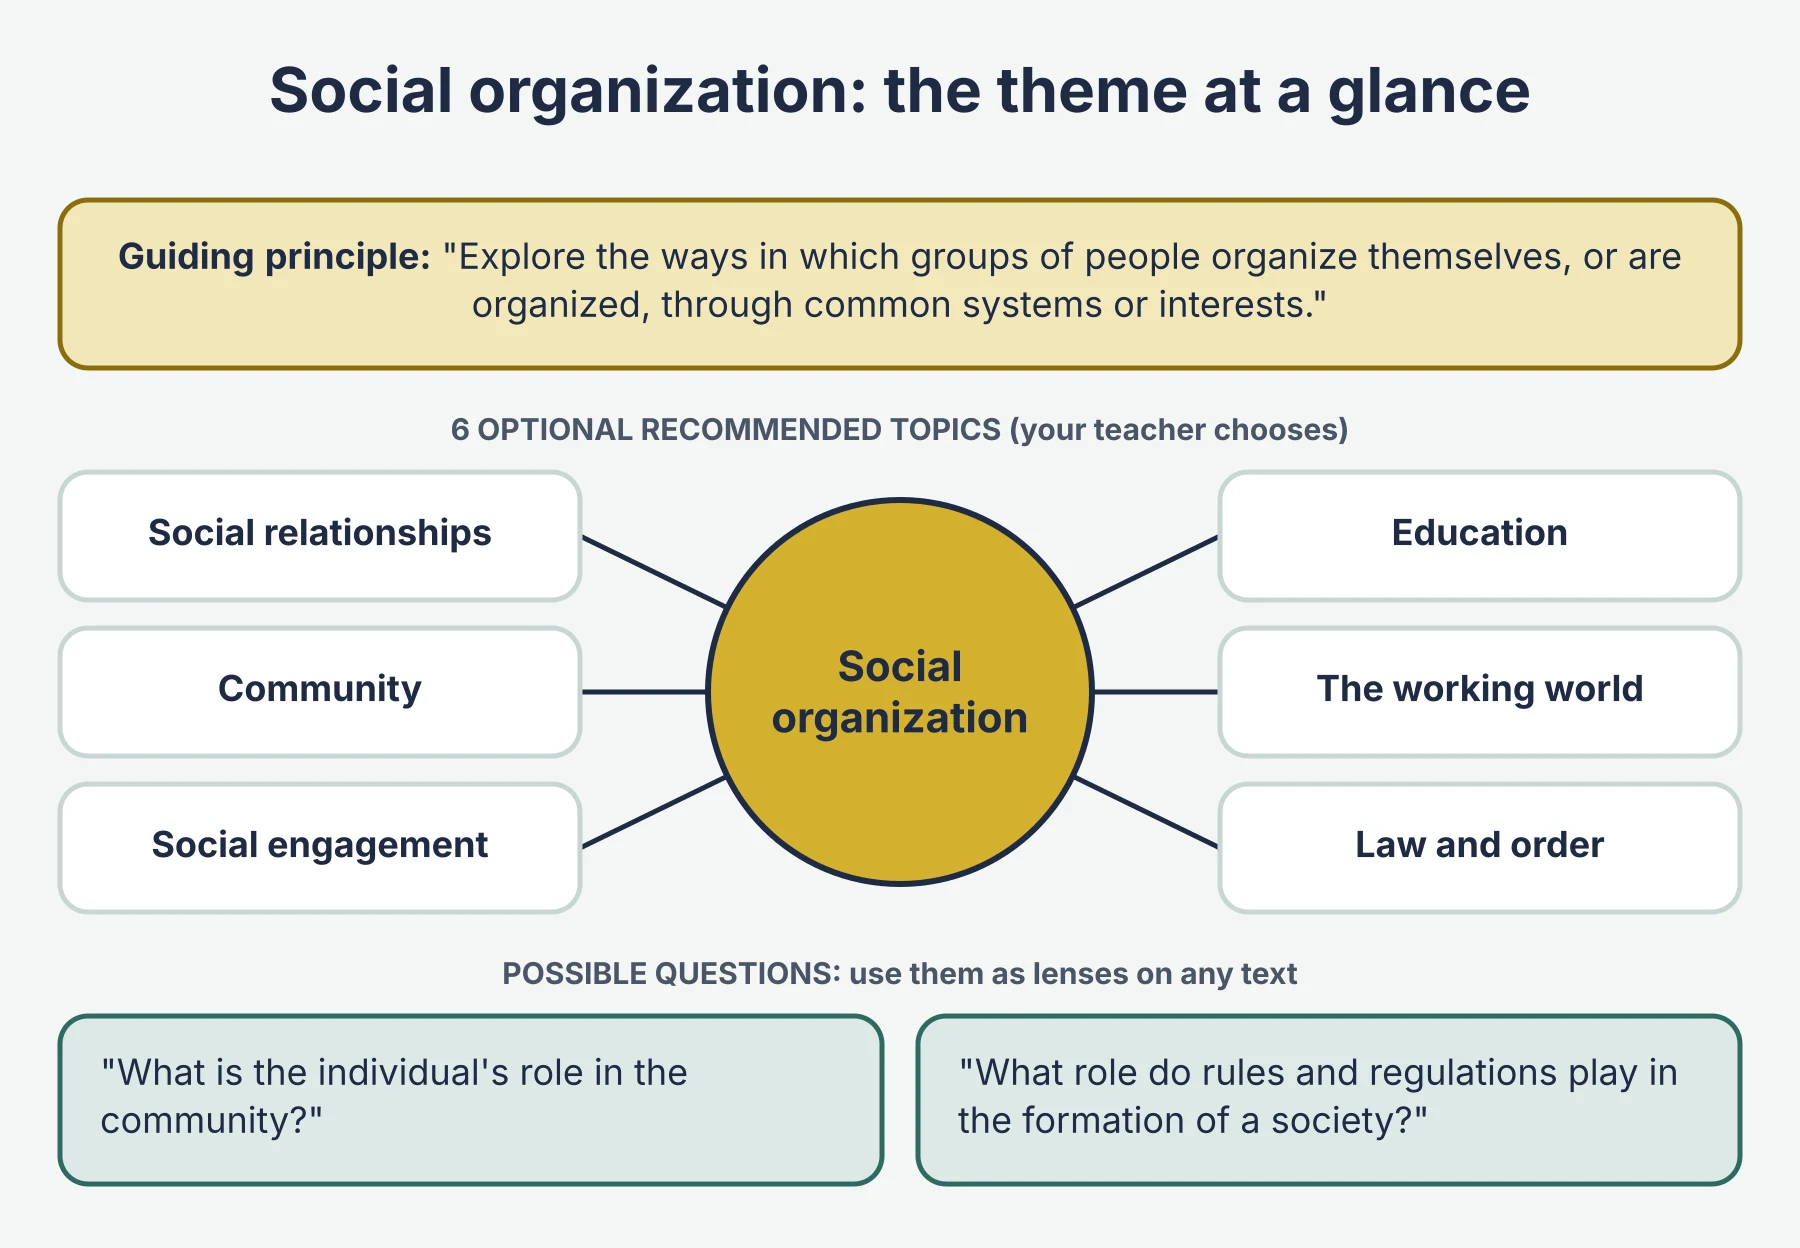 Social organization: the theme at a glance
Guiding principle: "Explore the ways in which groups of people organize themselves, or are
organized, through common systems or interests."
6 OPTIONAL RECOMMENDED TOPICS (your teacher chooses)
Social relationships
Community
Social engagement
Social
organization
Education
The working world
Law and order
POSSIBLE QUESTIONS: use them as lenses on any text
"What is the individual's role in the
community?"
"What role do rules and regulations play in
the formation of a society?"